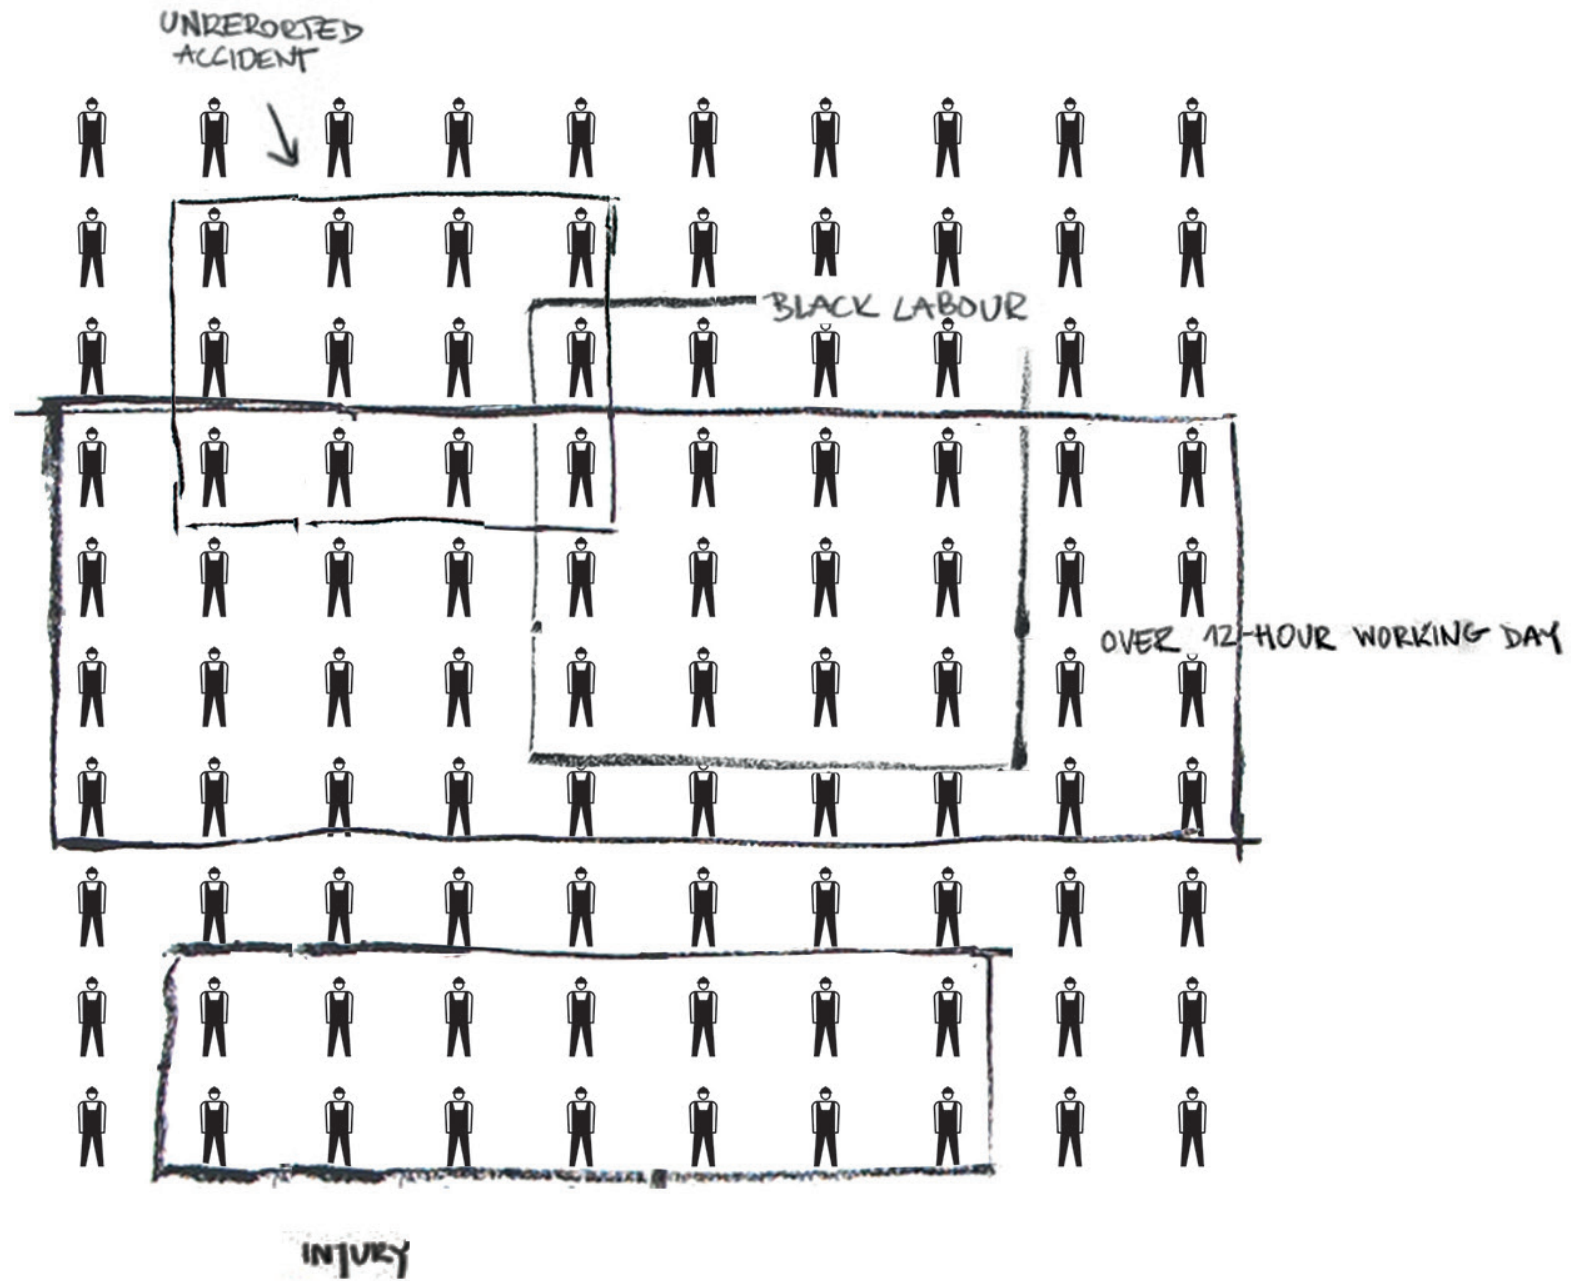 UNREPORTED
ACCIDENT
BLACK LABOUR
OVER 12-HOUR WORKING DAY
INJURY